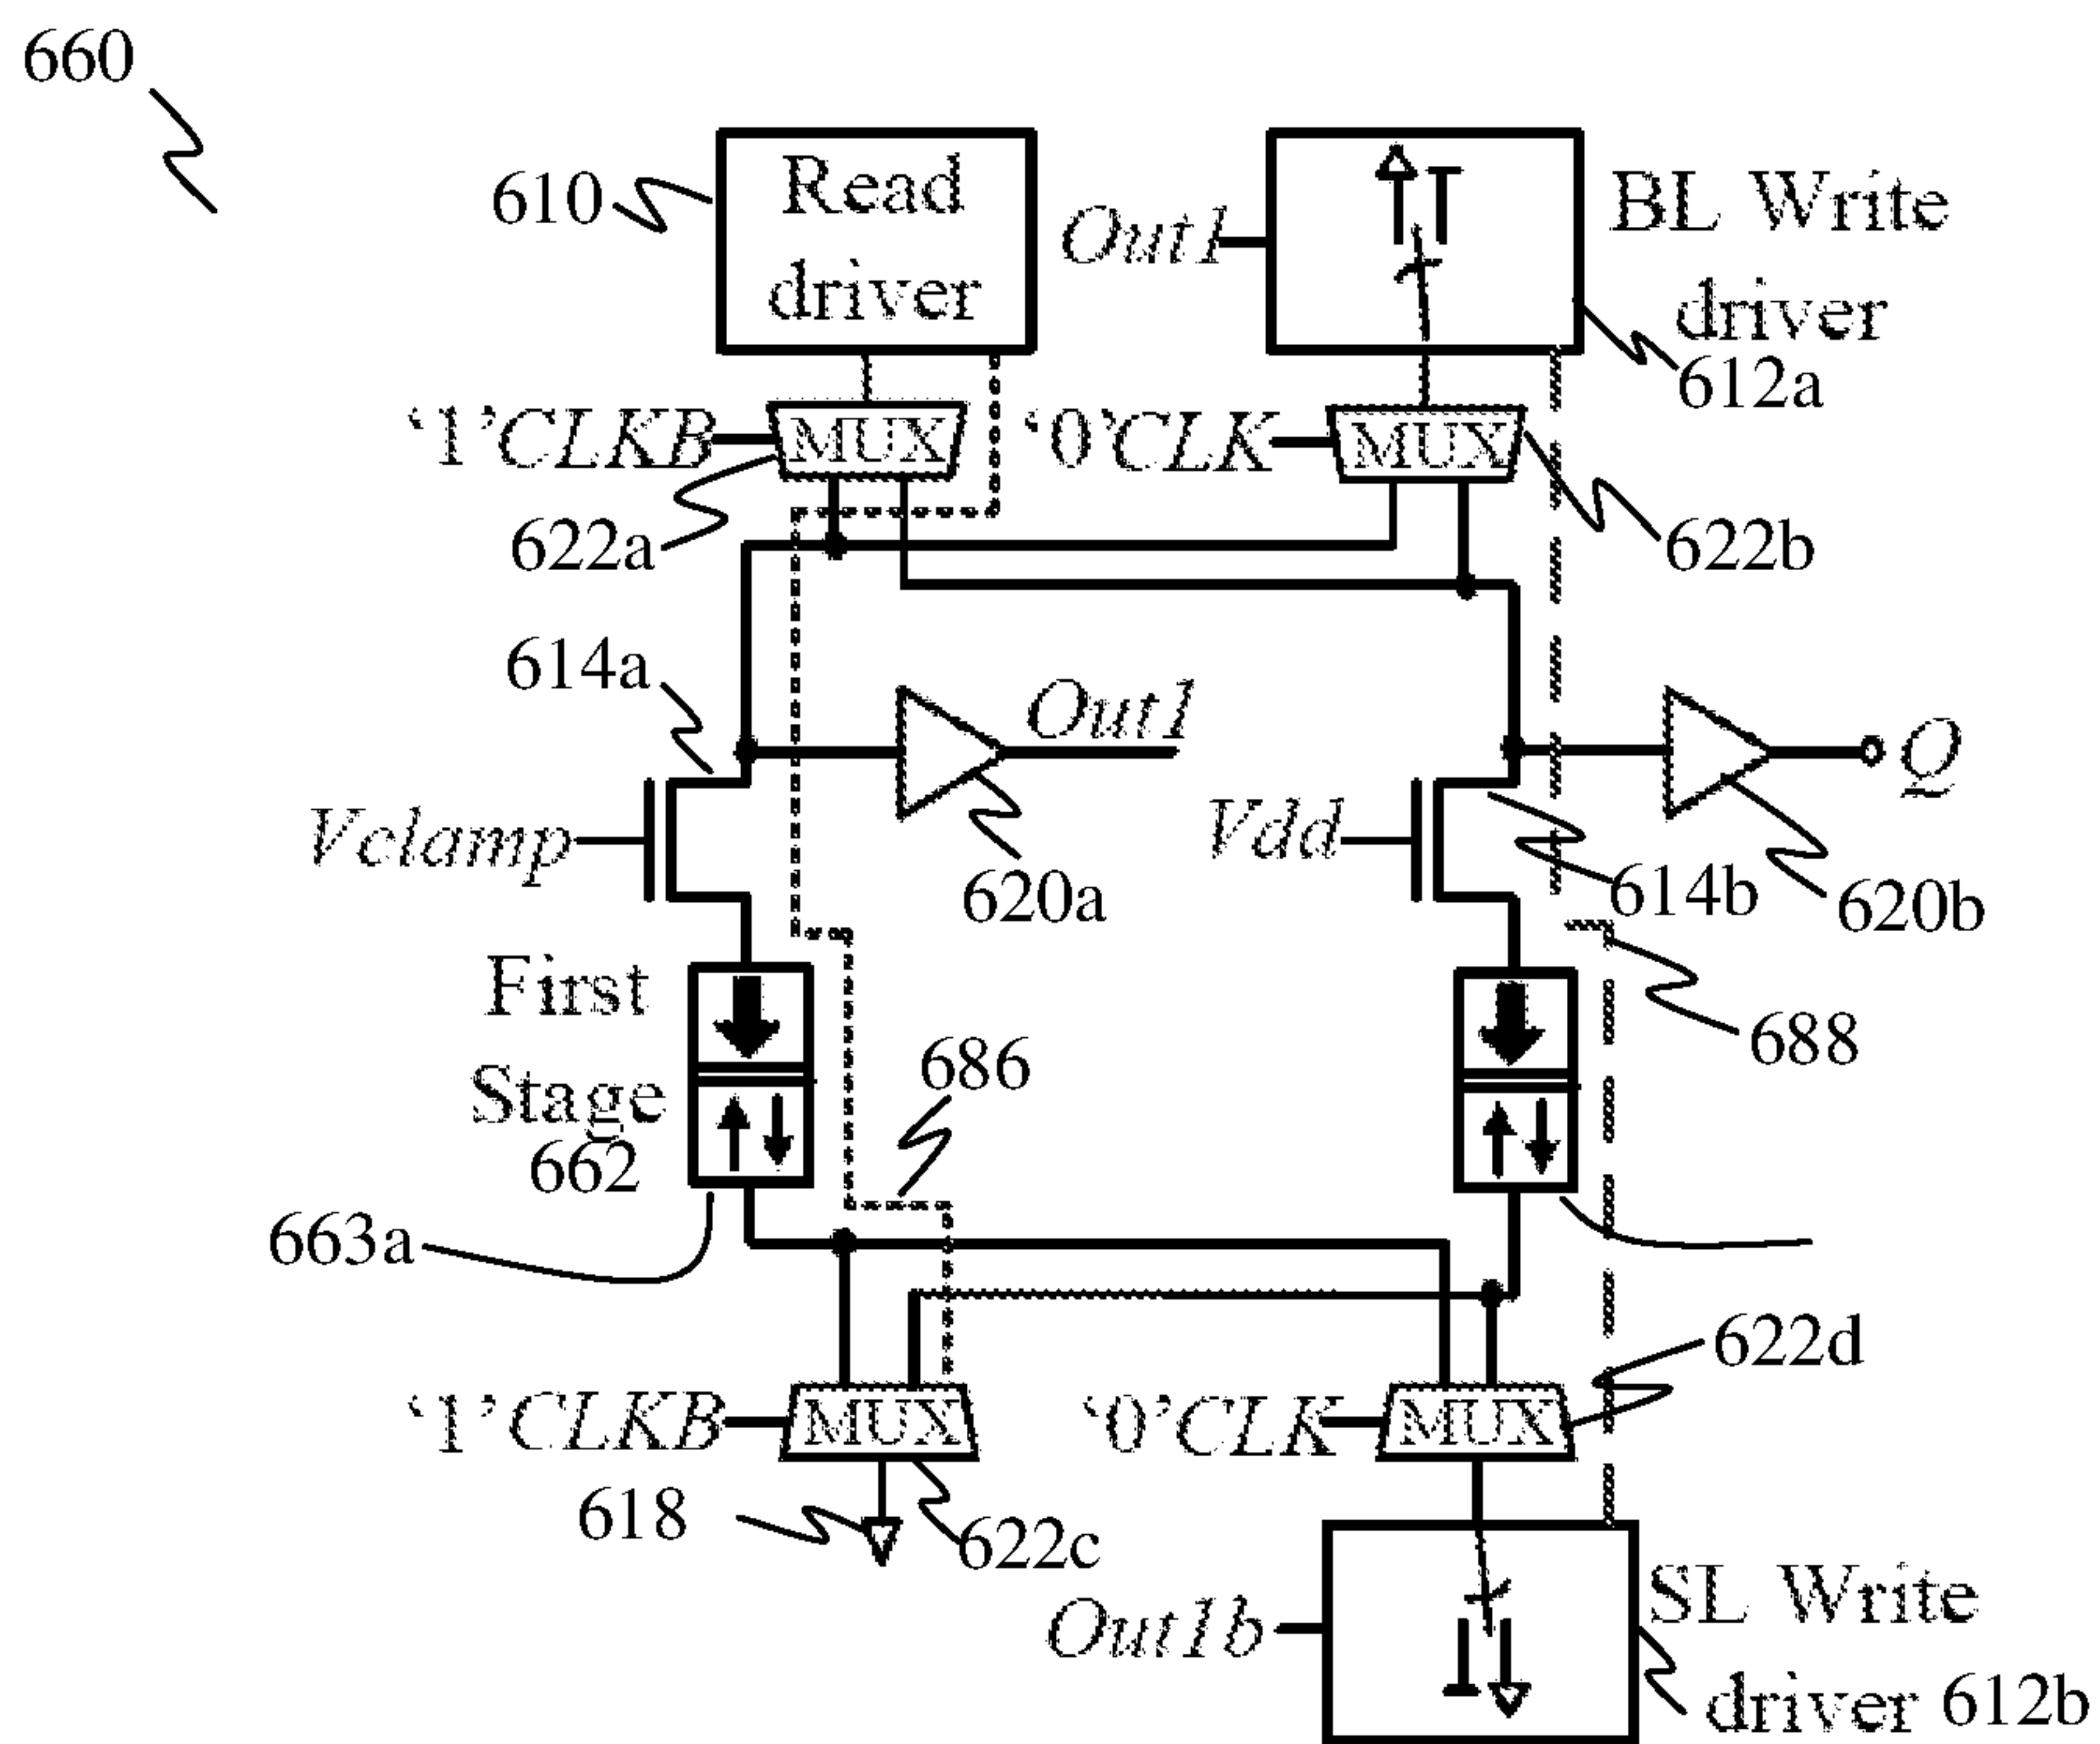 660
610
Read
driver
Out1
BL Write
driver
612a
‘1’CLKB
MUX
‘0’CLK
MUX
622a
622b
614a
Out1
Q
Vclamp
620a
Vdd
614b
620b
First
Stage
662
686
688
663a
622d
‘1’CLKB
MUX
‘0’CLK
MUX
618
622c
Out1b
SL Write
driver 612b